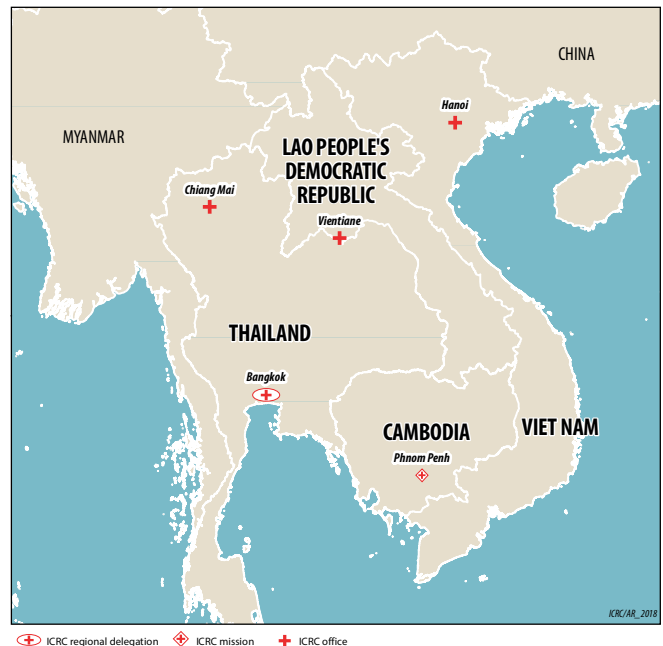 CHINA
Hanoi
MYANMAR
LAO PEOPLE'S
DEMOCRATIC
REPUBLIC
Chiang Mai
Vientiane
THAILAND
Bangkok
CAMBODIA
VIET NAM
Phnom Penh
ICRC/AR_2018
ICRC regional delegation
ICRC mission
ICRC office